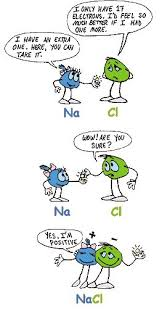 I ONLY HAVE 17
ELECTRONS. I'D FEEL SO
MUCH BETTER IF I HAD
ONE MORE.
I HAVE AN EXTRA
ONE. HERE, YOU CAN
TAKE IT.
Na
Cl
WOW! ARE YOU
SURE?
Na
Cl
YES, I'M
POSITIVE.
+
-
NaCl